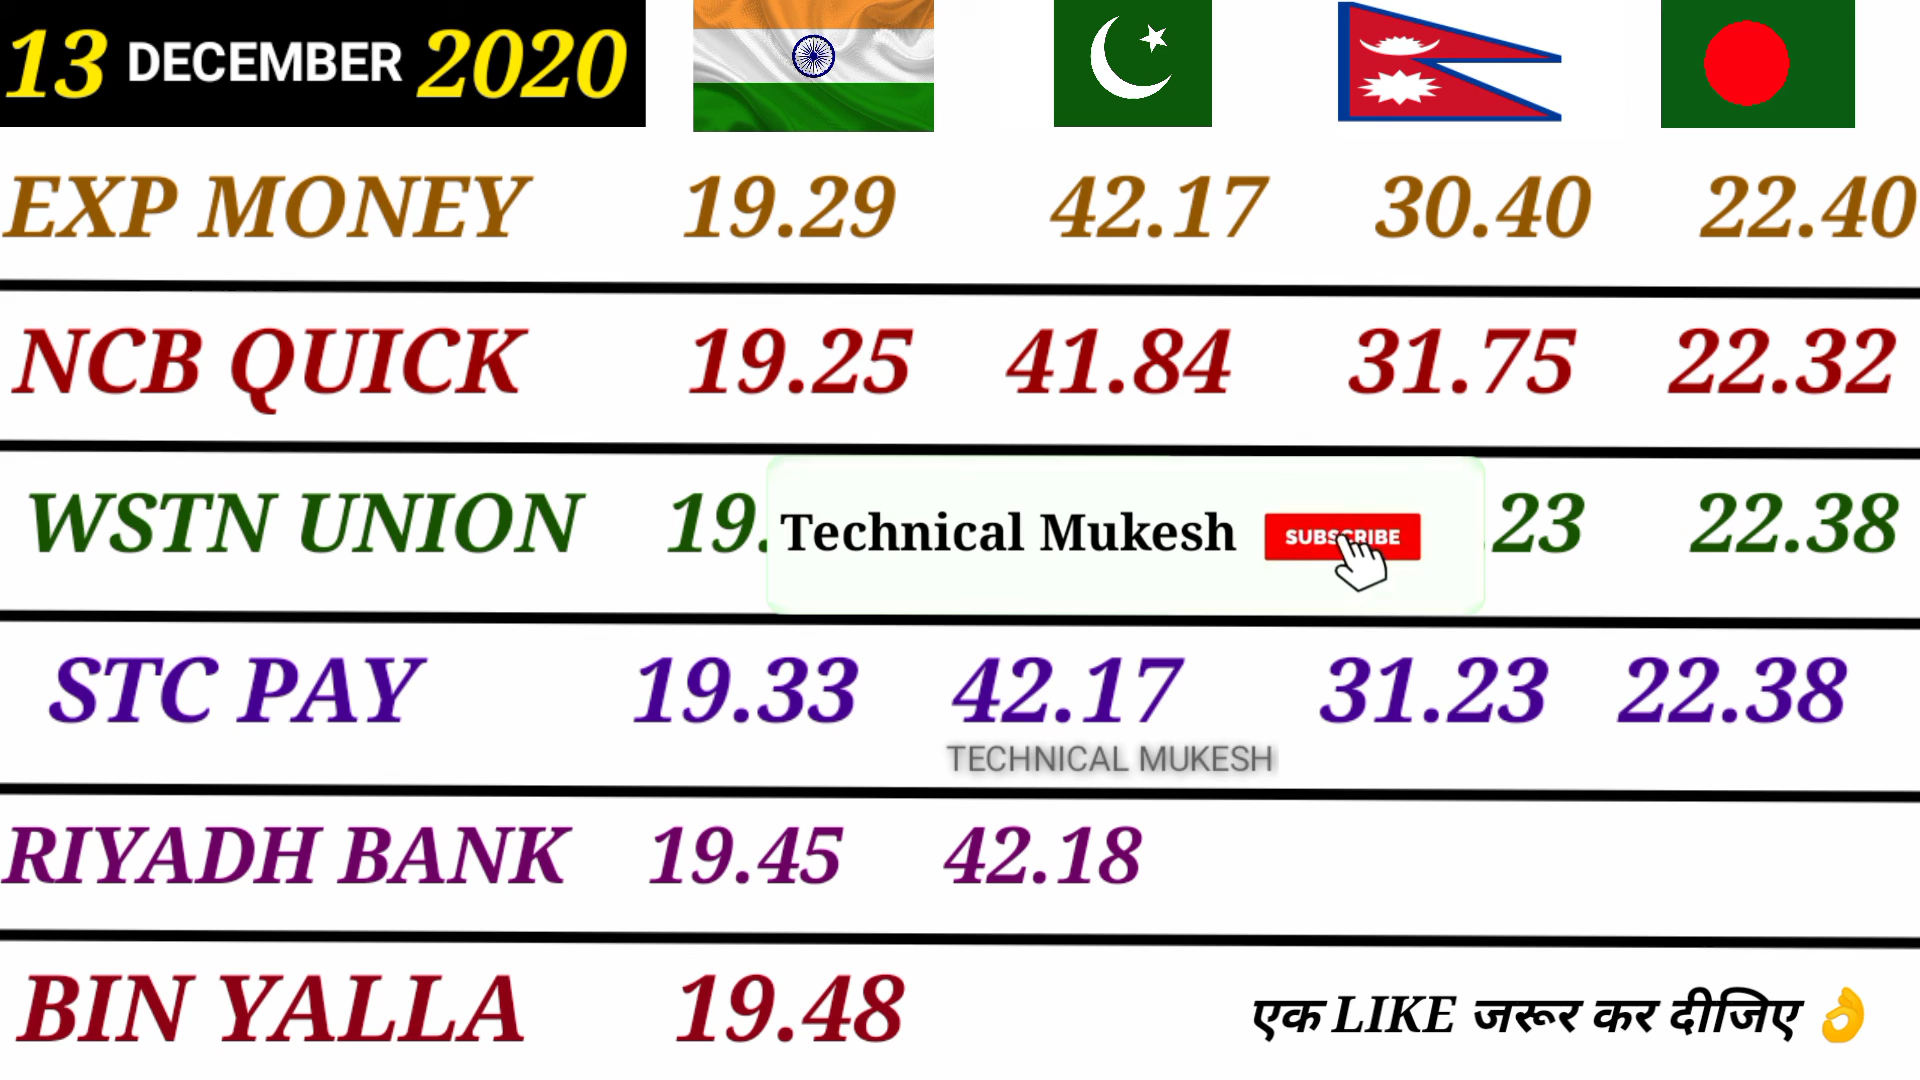 13 DECEMBER 2020
EXP MONEY 19.29 42.17 30.40 22.40
NCB QUICK 19.25 41.84 31.75 22.32
WSTN UNION 19. Technical Mukesh SUBSCRIBE .23 22.38
STC PAY 19.33 42.17 31.23 22.38
TECHNICAL MUKESH
RIYADH BANK 19.45 42.18
BIN YALLA 19.48 एक LIKE जरूर कर दीजिए